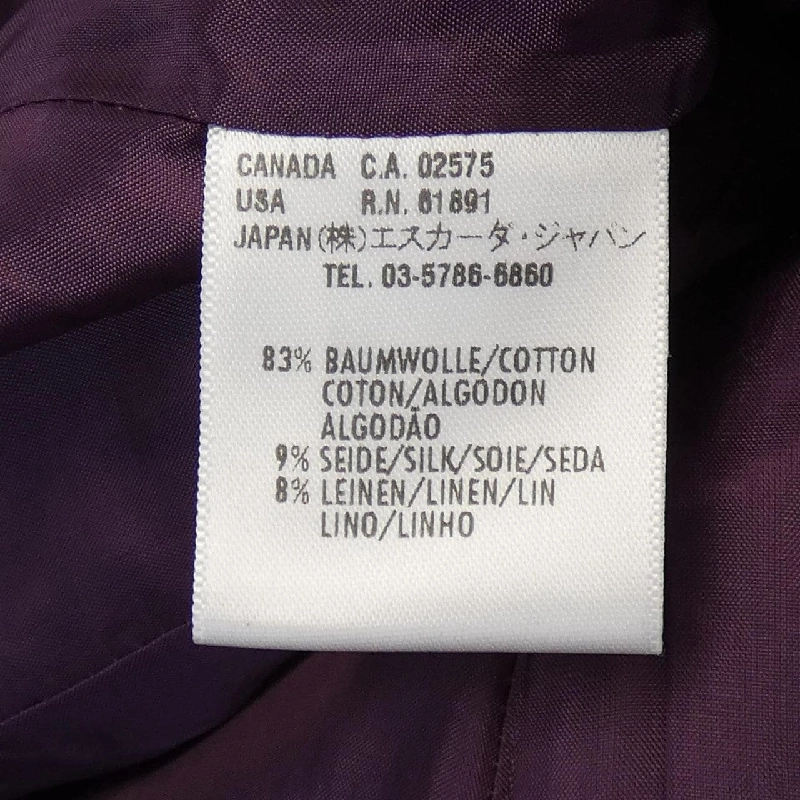 CANADA C.A. 02575
USA R.N. 61891
JAPAN (株)エスカーダ・ジャパン
TEL. 03-5786-6860
83% BAUMWOLLE/COTTON
COTON/ALGODON
ALGODÃO
9% SEIDE/SILK/SOIE/SEDA
8% LEINEN/LINEN/LIN
LINO/LINHO